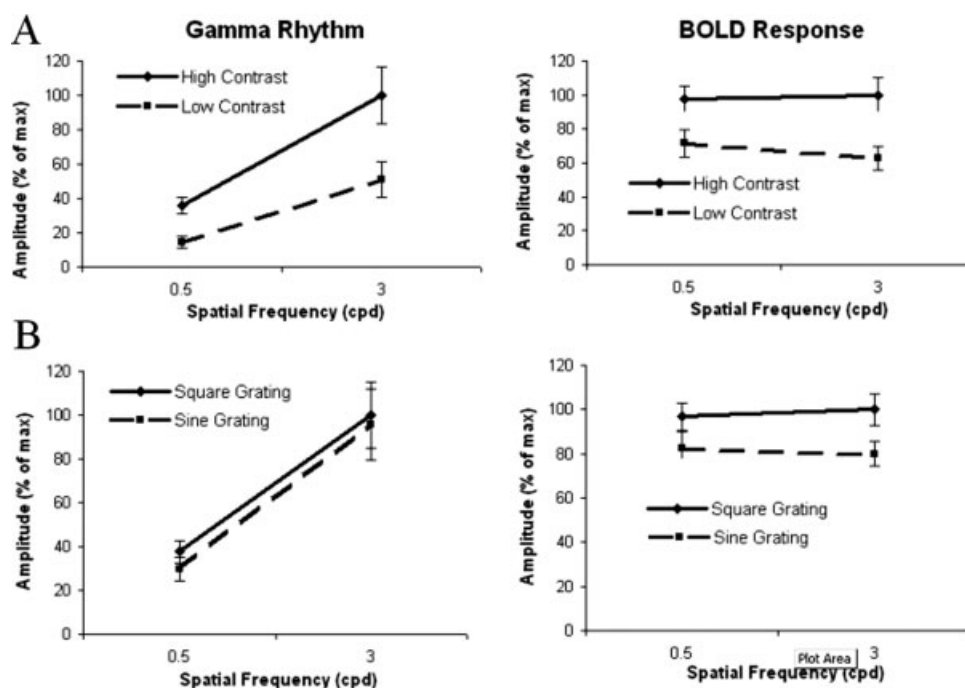 A
Gamma Rhythm
BOLD Response
Amplitude (% of max)
120
100
80
60
40
20
0
High Contrast
Low Contrast
0.5
3
Spatial Frequency (cpd)
Amplitude (% of max)
120
100
80
60
40
20
0
High Contrast
Low Contrast
0.5
3
Spatial Frequency (cpd)
B
Amplitude (% of max)
120
100
80
60
40
20
0
Square Grating
Sine Grating
0.5
3
Spatial Frequency (cpd)
Amplitude (% of max)
120
100
80
60
40
20
0
Square Grating
Sine Grating
0.5
3
Plot Area
Spatial Frequency (cpd)